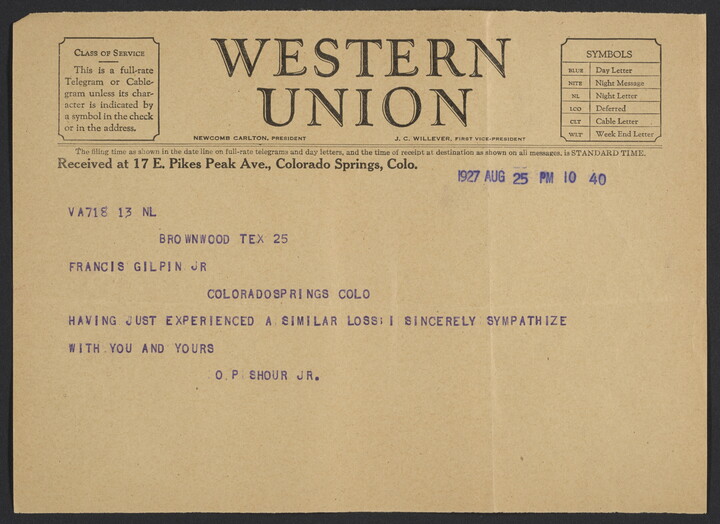 CLASS OF SERVICE
This is a full-rate
Telegram or Cable-
gram unless its char-
acter is indicated by
a symbol in the check
or in the address.
WESTERN
UNION
NEWCOMB CARLTON, PRESIDENT
J. C. WILLEVER, FIRST VICE-PRESIDENT
SYMBOLS
BLUE Day Letter
NITE Night Message
NL Night Letter
LCO Deferred
CLT Cable Letter
WLT Week End Letter
The filing time as shown in the date line on full-rate telegrams and day letters, and the time of receipt at destination as shown on all messages, is STANDARD TIME.
Received at 17 E. Pikes Peak Ave., Colorado Springs, Colo.
1927 AUG 25 PM 10 40
VA718 13 NL
BROWNWOOD TEX 25
FRANCIS GILPIN JR
COLORADOSPRINGS COLO
HAVING JUST EXPERIENCED A SIMILAR LOSS; I SINCERELY SYMPATHIZE
WITH YOU AND YOURS
O P SHOUR JR.